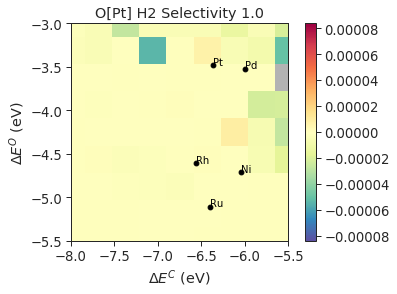 O[Pt] H2 Selectivity 1.0
−3.0
−3.5
−4.0
−4.5
−5.0
−5.5
ΔE^O (eV)
Pt
Pd
Rh
Ni
Ru
−8.0 −7.5 −7.0 −6.5 −6.0 −5.5
ΔE^C (eV)
0.00008
0.00006
0.00004
0.00002
0.00000
−0.00002
−0.00004
−0.00006
−0.00008